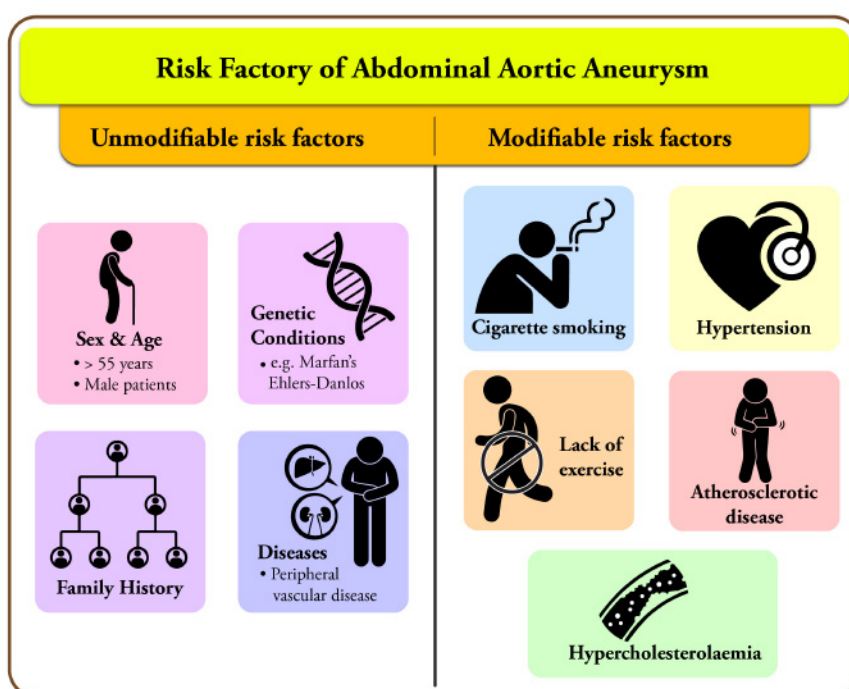 Risk Factory of Abdominal Aortic Aneurysm
Unmodifiable risk factors
Modifiable risk factors
Sex & Age
• > 55 years
• Male patients
Genetic
Conditions
• e.g. Marfan's
Ehlers-Danlos
Family History
Diseases
• Peripheral
vascular disease
Cigarette smoking
Hypertension
Lack of
exercise
Atherosclerotic
disease
Hypercholesterolaemia